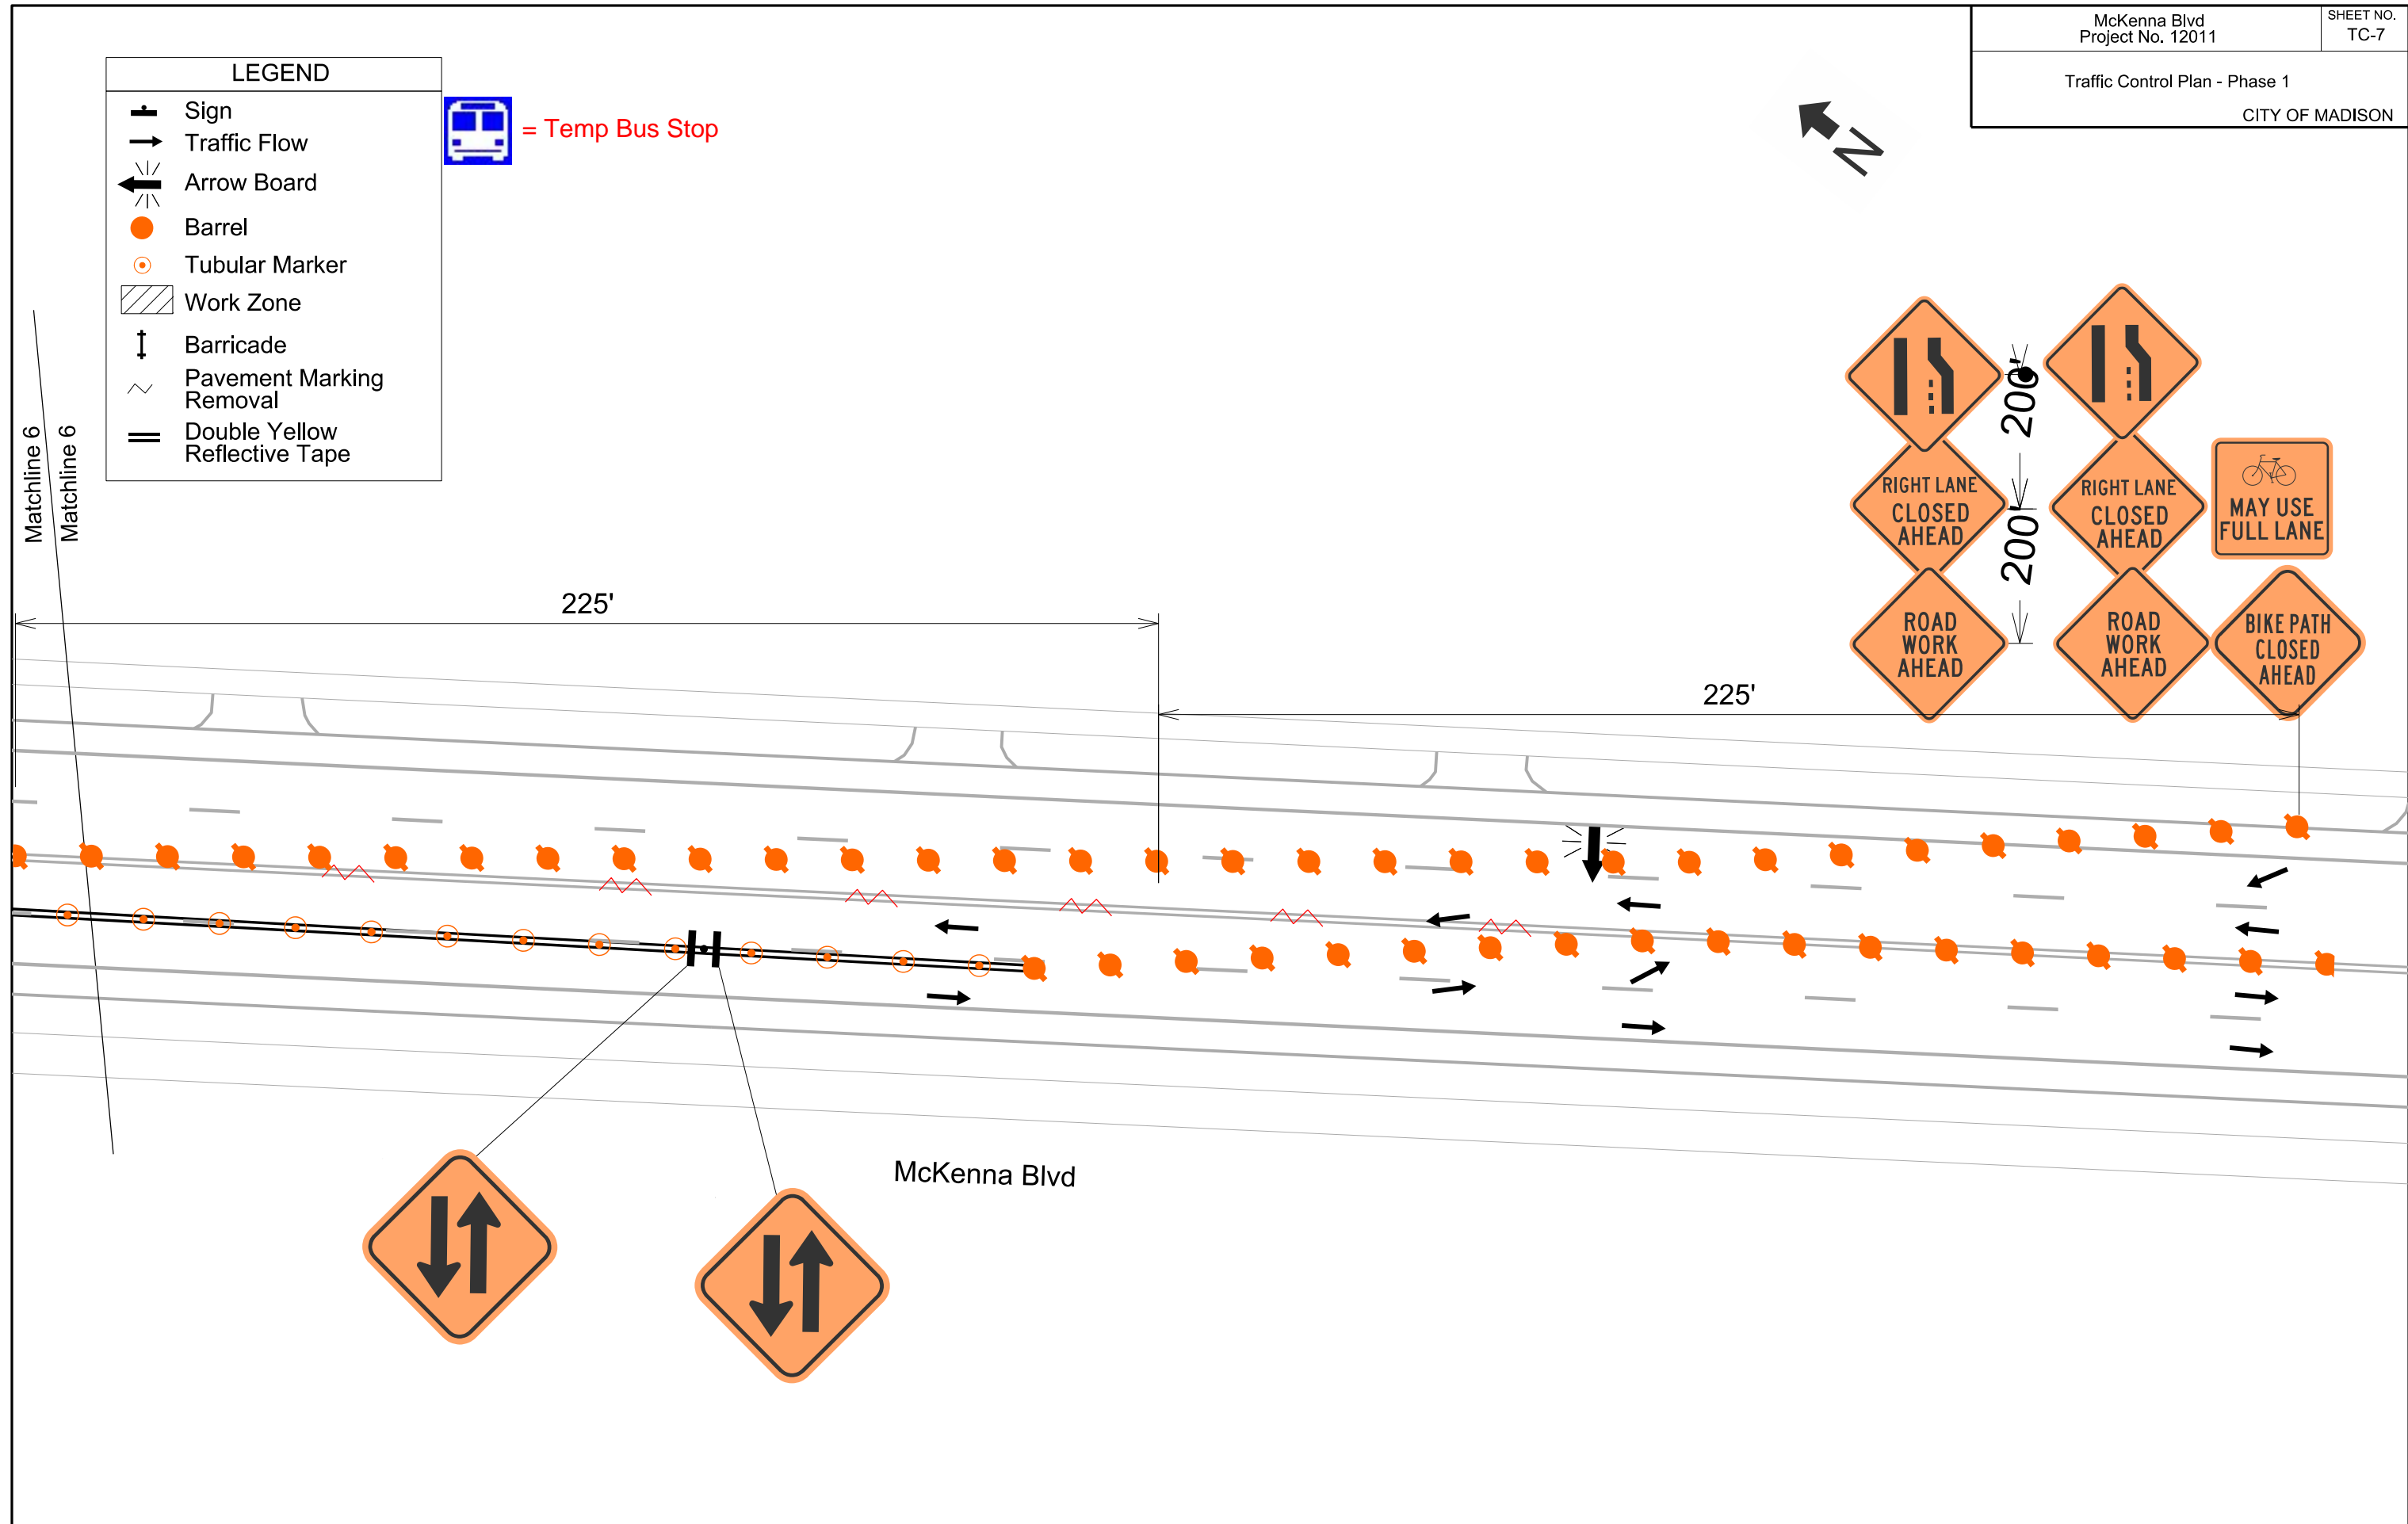 McKenna Blvd
Project No. 12011
SHEET NO.
TC-7
Traffic Control Plan - Phase 1
CITY OF MADISON
LEGEND
Sign
Traffic Flow
Arrow Board
Barrel
Tubular Marker
Work Zone
Barricade
Pavement Marking
Removal
Double Yellow
Reflective Tape
= Temp Bus Stop
N
Matchline 6
Matchline 6
200'
200'
RIGHT LANE
CLOSED
AHEAD
RIGHT LANE
CLOSED
AHEAD
MAY USE
FULL LANE
ROAD
WORK
AHEAD
ROAD
WORK
AHEAD
BIKE PATH
CLOSED
AHEAD
225'
225'
McKenna Blvd